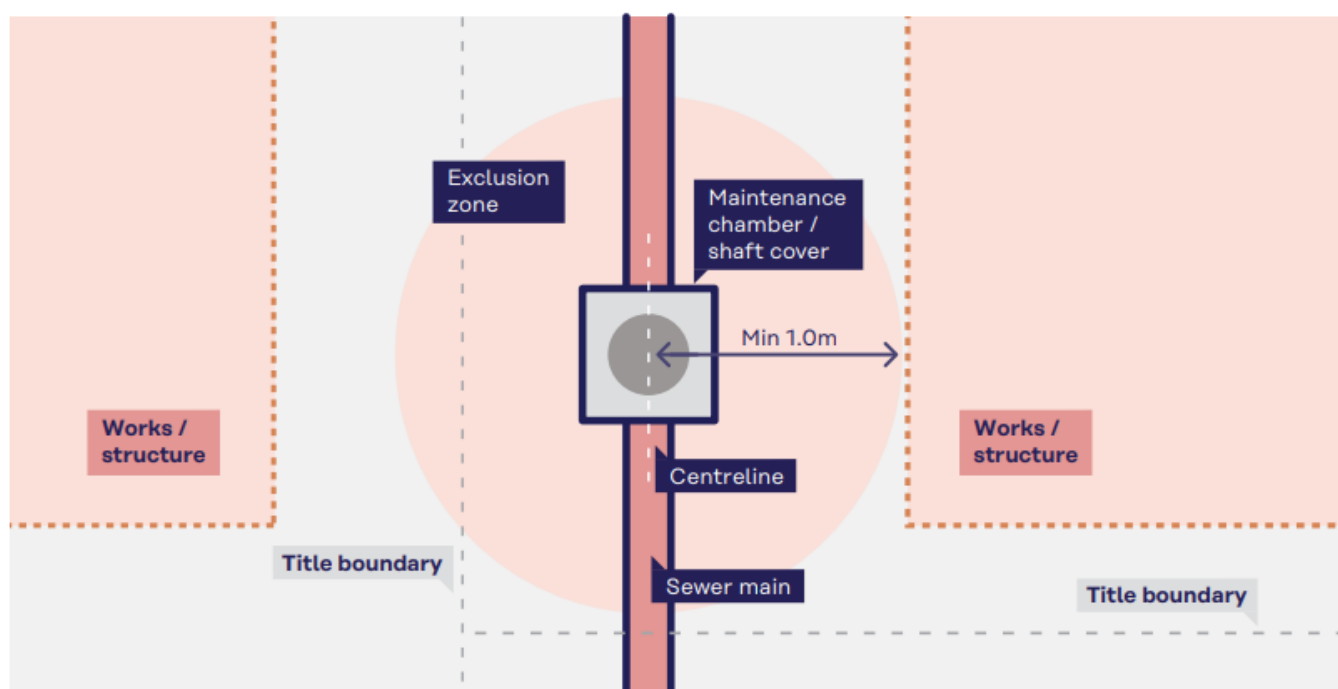 Exclusion
zone
Maintenance
chamber /
shaft cover
Min 1.0m
Works /
structure
Works /
structure
Centreline
Title boundary
Sewer main
Title boundary